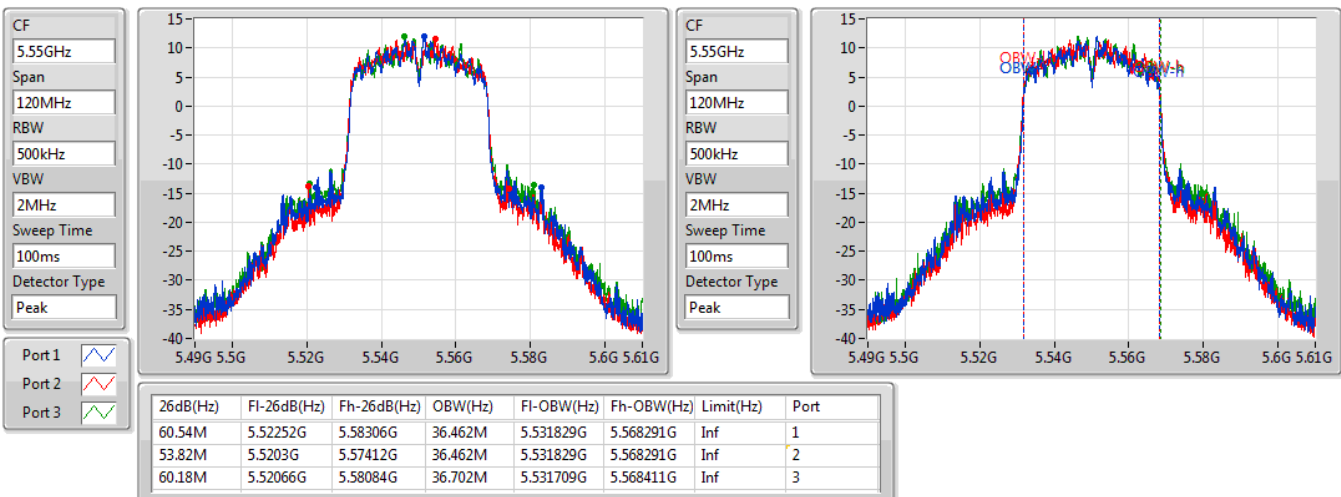 CF
5.55GHz
Span
120MHz
RBW
500kHz
VBW
2MHz
Sweep Time
100ms
Detector Type
Peak
15
10
5
0
-5
-10
-15
-20
-25
-30
-35
-40
5.49G 5.5G 5.52G 5.54G 5.56G 5.58G 5.6G 5.61G
CF
5.55GHz
Span
120MHz
RBW
500kHz
VBW
2MHz
Sweep Time
100ms
Detector Type
Peak
15
10
5
0
-5
-10
-15
-20
-25
-30
-35
-40
OBW
OBW
5.49G 5.5G 5.52G 5.54G 5.56G 5.58G 5.6G 5.61G
Port 1
Port 2
Port 3
26dB(Hz) Fl-26dB(Hz) Fh-26dB(Hz) OBW(Hz) Fl-OBW(Hz) Fh-OBW(Hz) Limit(Hz) Port
60.54M 5.52252G 5.58306G 36.462M 5.531829G 5.568291G Inf 1
53.82M 5.5203G 5.57412G 36.462M 5.531829G 5.568291G Inf 2
60.18M 5.52066G 5.58084G 36.702M 5.531709G 5.568411G Inf 3